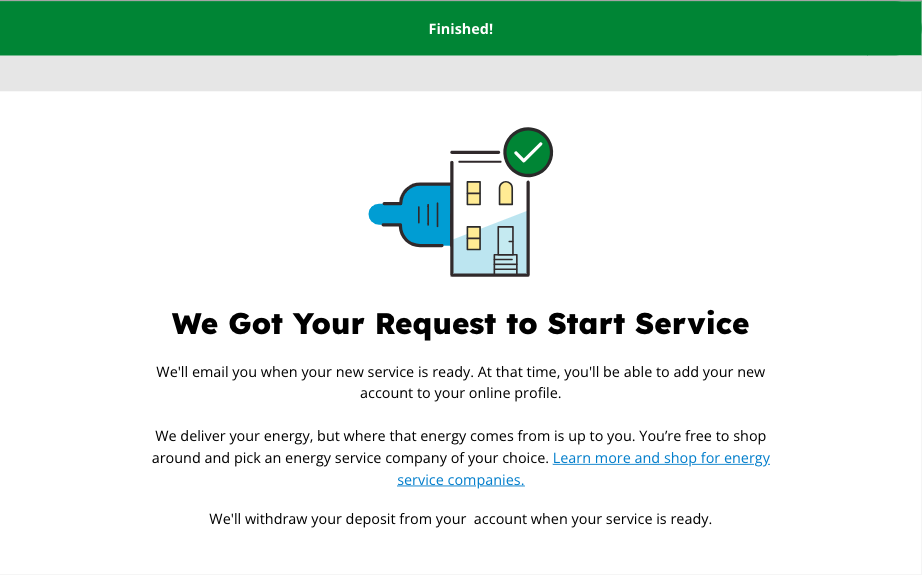 Finished!
We Got Your Request to Start Service
We'll email you when your new service is ready. At that time, you'll be able to add your new
account to your online profile.
We deliver your energy, but where that energy comes from is up to you. You’re free to shop
around and pick an energy service company of your choice. Learn more and shop for energy
service companies.
We'll withdraw your deposit from your  account when your service is ready.